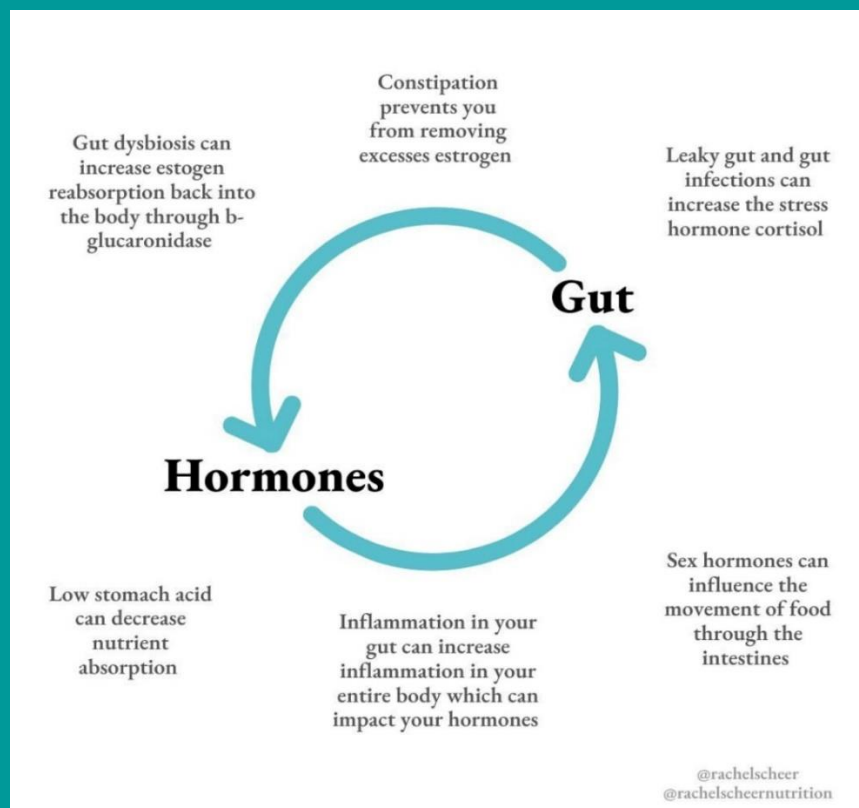 Constipation
prevents you
from removing
excesses estrogen
Gut dysbiosis can
increase estogen
reabsorption back into
the body through b-
glucaronidase
Leaky gut and gut
infections can
increase the stress
hormone cortisol
Gut
Hormones
Low stomach acid
can decrease
nutrient
absorption
Inflammation in your
gut can increase
inflammation in your
entire body which can
impact your hormones
Sex hormones can
influence the
movement of food
through the
intestines
@rachelscheer
@rachelscheernutrition